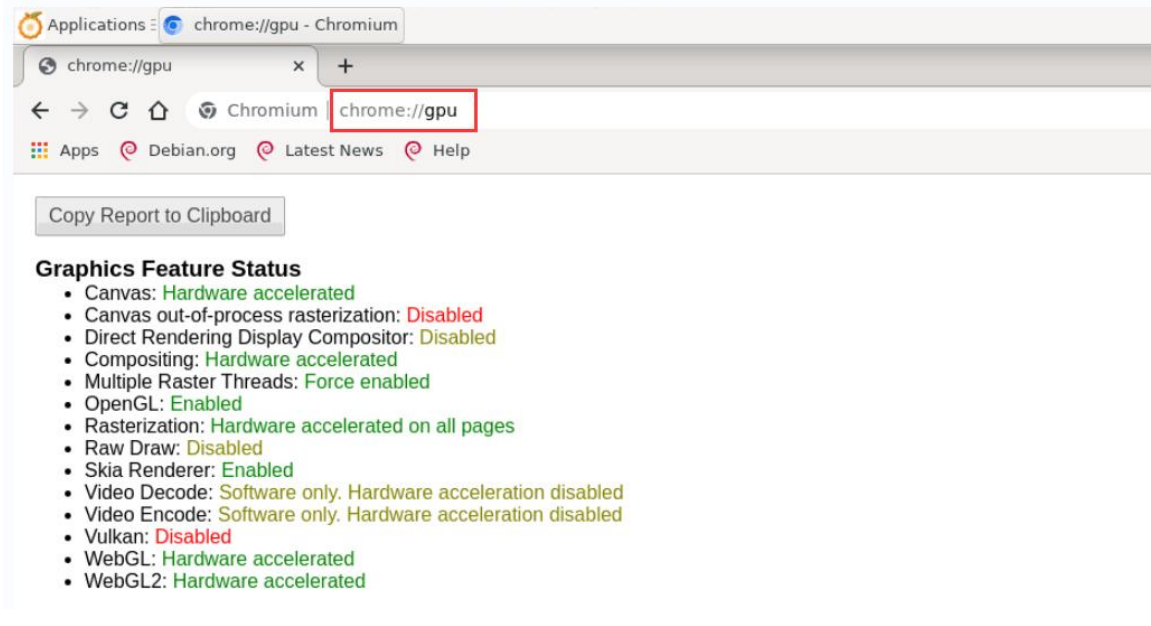 Applications chrome://gpu - Chromium
chrome://gpu × +
Chromium | chrome://gpu
Apps Debian.org Latest News Help
Copy Report to Clipboard
Graphics Feature Status
• Canvas: Hardware accelerated
• Canvas out-of-process rasterization: Disabled
• Direct Rendering Display Compositor: Disabled
• Compositing: Hardware accelerated
• Multiple Raster Threads: Force enabled
• OpenGL: Enabled
• Rasterization: Hardware accelerated on all pages
• Raw Draw: Disabled
• Skia Renderer: Enabled
• Video Decode: Software only. Hardware acceleration disabled
• Video Encode: Software only. Hardware acceleration disabled
• Vulkan: Disabled
• WebGL: Hardware accelerated
• WebGL2: Hardware accelerated